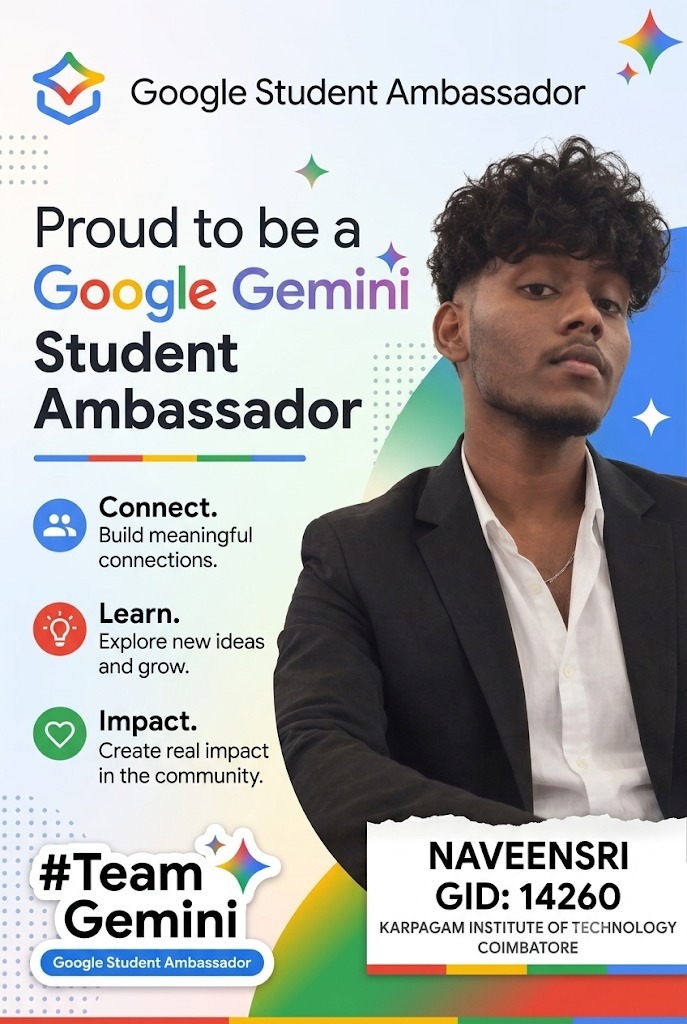 Google Student Ambassador
Proud to be a
Google Gemini
Student
Ambassador
Connect.
Build meaningful
connections.
Learn.
Explore new ideas
and grow.
Impact.
Create real impact
in the community.
#Team
Gemini
Google Student Ambassador
NAVEENSRI
GID: 14260
KARPAGAM INSTITUTE OF TECHNOLOGY
COIMBATORE